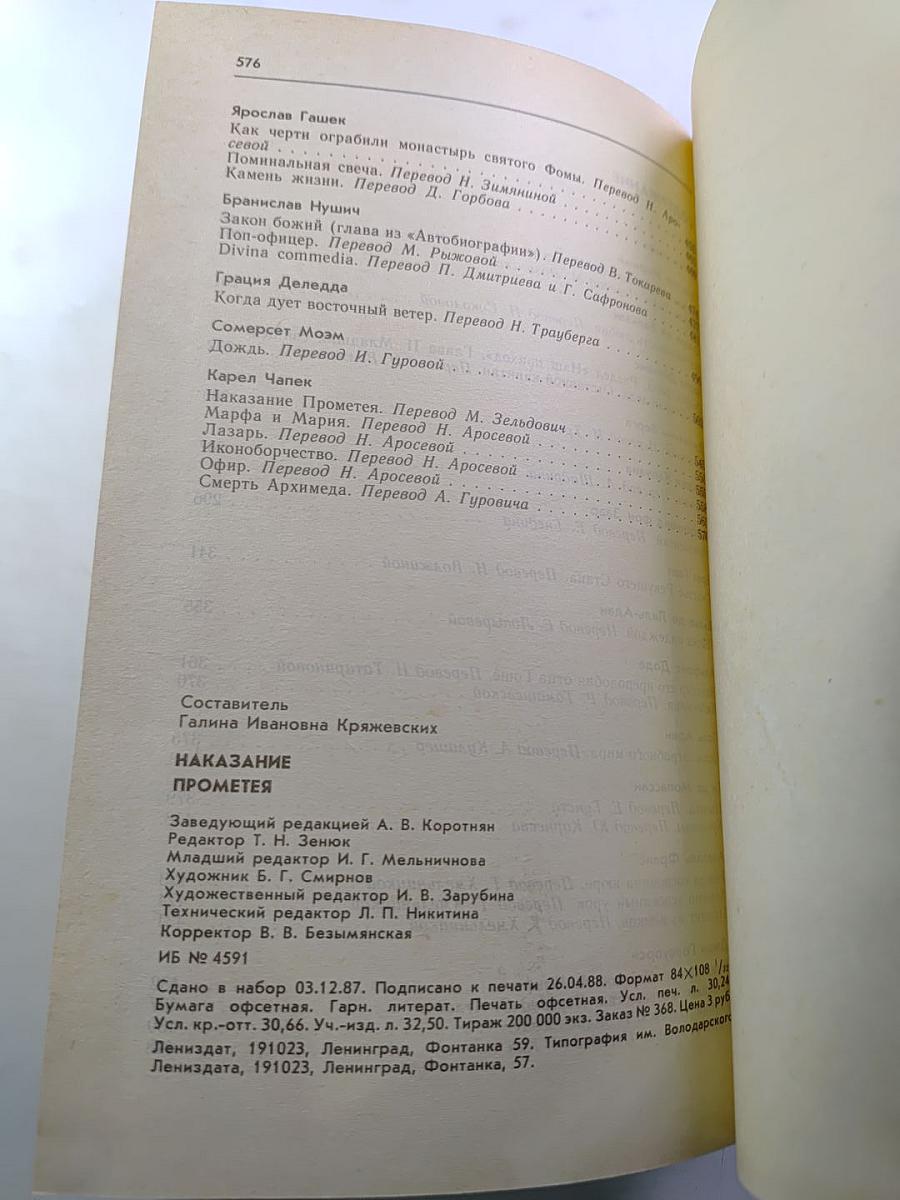 576
Ярослав Гашек
Как черти ограбили монастырь святого Фомы. Перевод Н. Аро-
севой
Поминальная свеча. Перевод Н. Зимяниной
Камень жизни. Перевод Д. Горбова
Бранислав Нушич
Закон божий (глава из «Автобиографии»). Перевод В. Токарева
Поп-офицер. Перевод М. Рыжовой
Divina commedia. Перевод П. Дмитриева и Г. Сафронова
Грация Деледда
Когда дует восточный ветер. Перевод Н. Трауберга
Сомерсет Моэм
Дождь. Перевод И. Гуровой
Карел Чапек
Наказание Прометея. Перевод М. Зельдович
Марфа и Мария. Перевод Н. Аросевой
Лазарь. Перевод Н. Аросевой
Иконоборчество. Перевод Н. Аросевой
Офир. Перевод Н. Аросевой
Смерть Архимеда. Перевод А. Гуровича
Составитель
Галина Ивановна Кряжевских
НАКАЗАНИЕ
ПРОМЕТЕЯ
Заведующий редакцией А. В. Коротнян
Редактор Т. Н. Зенюк
Младший редактор И. Г. Мельничнова
Художник Б. Г. Смирнов
Художественный редактор И. В. Зарубина
Технический редактор Л. П. Никитина
Корректор В. В. Безымянская
ИБ № 4591
Сдано в набор 03.12.87. Подписано к печати 26.04.88. Формат 84×108 1/32
Бумага офсетная. Гарн. литерат. Печать офсетная. Усл. печ. л. 30,24
Усл. кр.-отт. 30,66. Уч.-изд. л. 32,50. Тираж 200 000 экз. Заказ № 368. Цена 3 руб
Лениздат, 191023, Ленинград, Фонтанка 59. Типография им. Володарского
Лениздата, 191023, Ленинград, Фонтанка, 57.